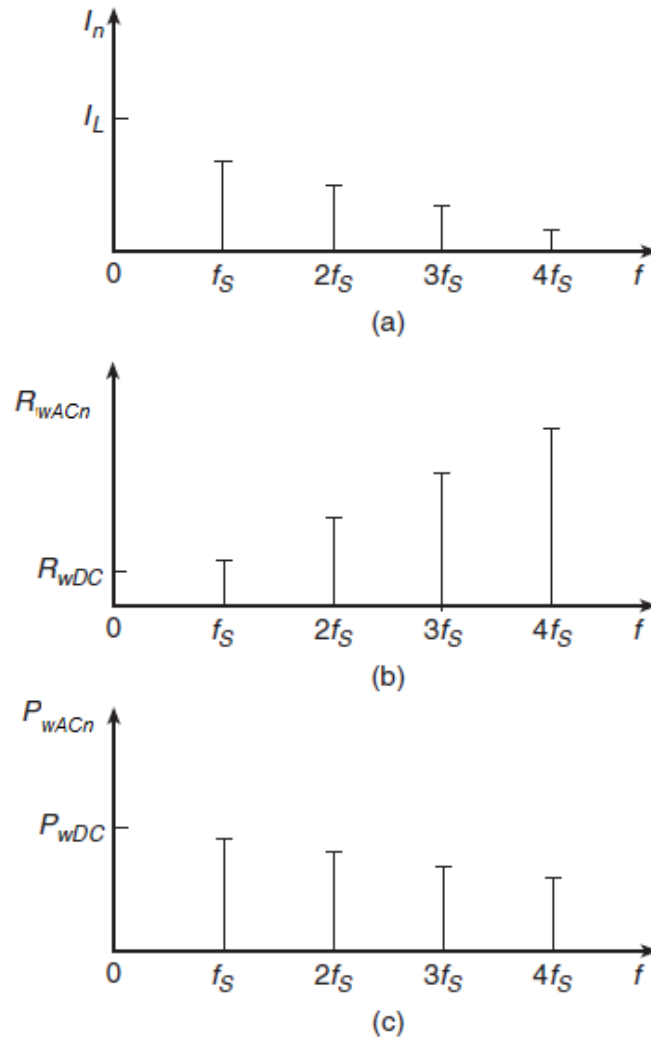 I_n
I_L
0 f_S 2f_S 3f_S 4f_S f
(a)
R_wACn
R_wDC
0 f_S 2f_S 3f_S 4f_S f
(b)
P_wACn
P_wDC
0 f_S 2f_S 3f_S 4f_S f
(c)